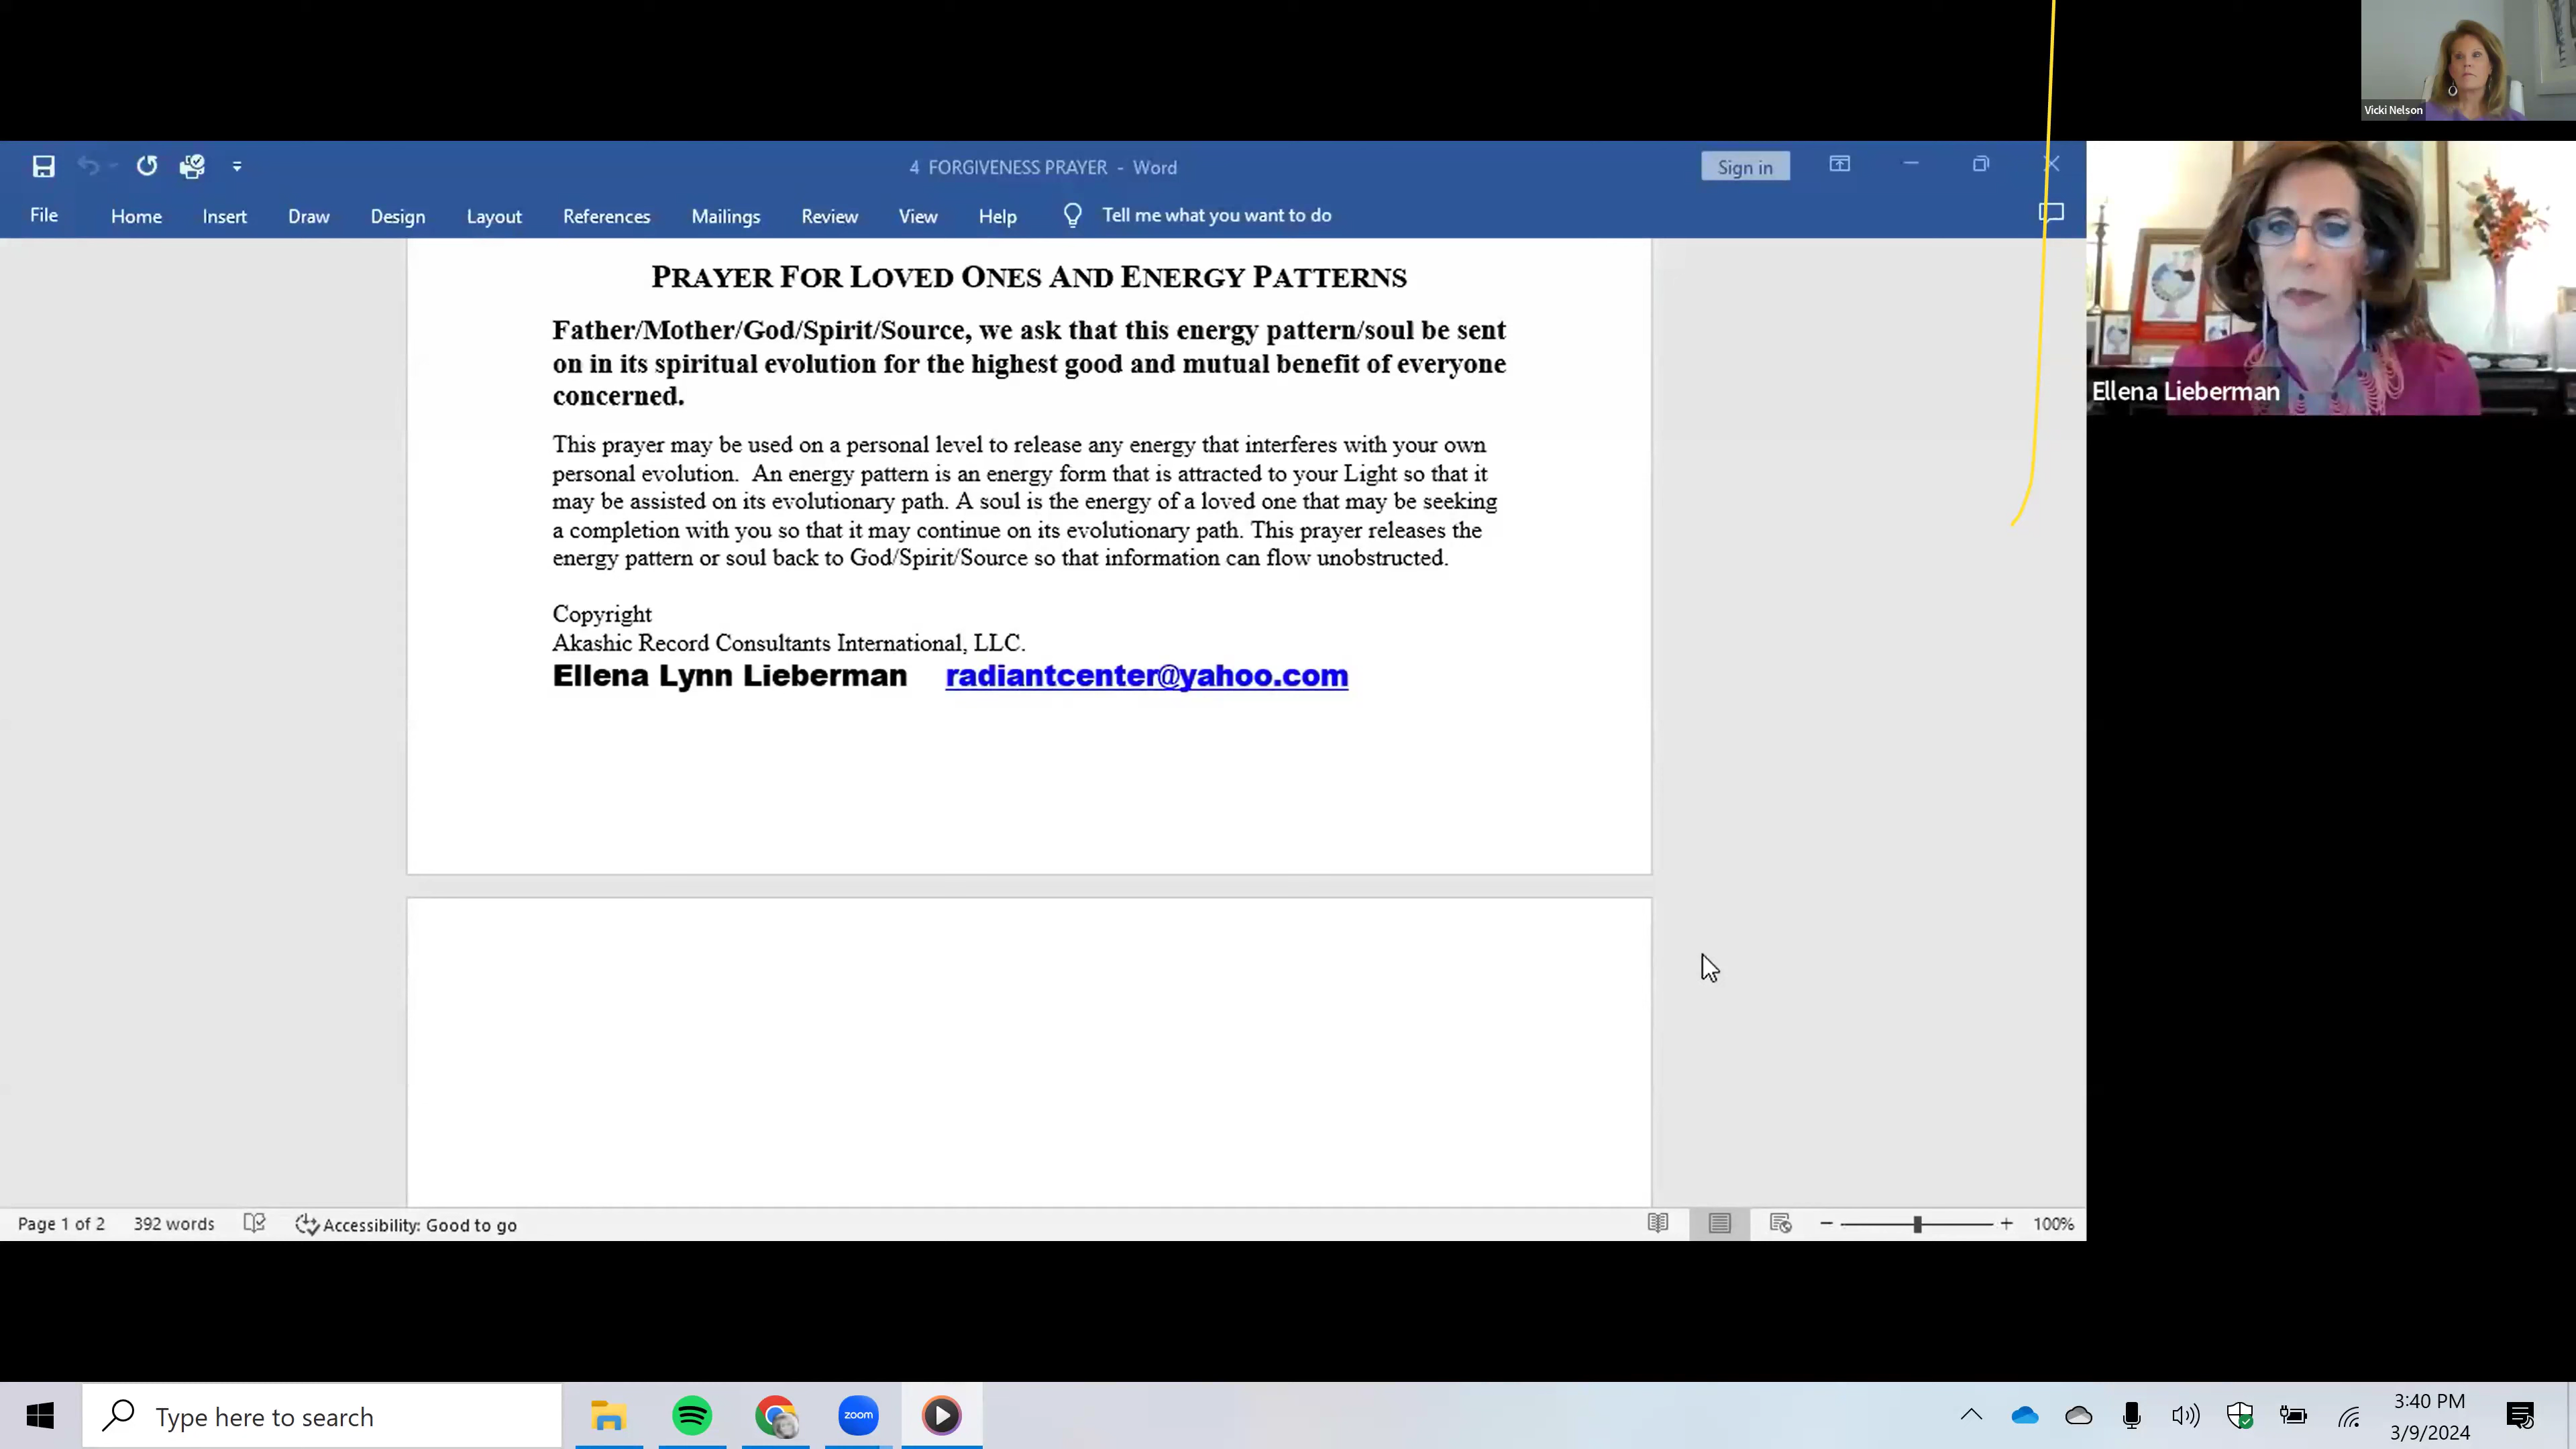 Vicki Nelson
4 FORGIVENESS PRAYER - Word
Sign in
File Home Insert Draw Design Layout References Mailings Review View Help Tell me what you want to do
PRAYER FOR LOVED ONES AND ENERGY PATTERNS
Father/Mother/God/Spirit/Source, we ask that this energy pattern/soul be sent
on in its spiritual evolution for the highest good and mutual benefit of everyone
concerned.
Ellena Lieberman
This prayer may be used on a personal level to release any energy that interferes with your own
personal evolution. An energy pattern is an energy form that is attracted to your Light so that it
may be assisted on its evolutionary path. A soul is the energy of a loved one that may be seeking
a completion with you so that it may continue on its evolutionary path. This prayer releases the
energy pattern or soul back to God/Spirit/Source so that information can flow unobstructed.
Copyright
Akashic Record Consultants International, LLC.
Ellena Lynn Lieberman radiantcenter@yahoo.com
Page 1 of 2 392 words Accessibility: Good to go 100%
Type here to search
zoom
3:40 PM
3/9/2024